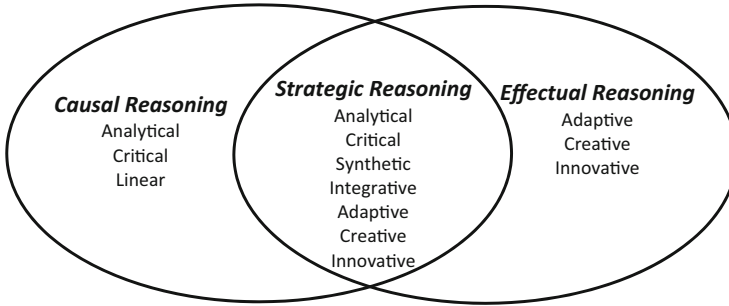 Causal Reasoning
Analytical
Critical
Linear
Strategic Reasoning
Analytical
Critical
Synthetic
Integrative
Adaptive
Creative
Innovative
Effectual Reasoning
Adaptive
Creative
Innovative